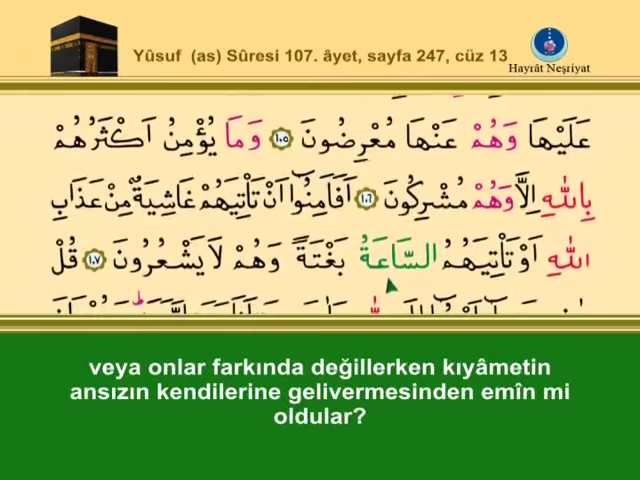 Yûsuf (as) Sûresi 107. âyet, sayfa 247, cüz 13
Hayrât Neşriyat
عَلَيْهَا وَهُمْ عَنْهَا مُعْرِضُونَ ﴿١٠٥﴾ وَمَا يُؤْمِنُ اَكْثَرُهُمْ
بِاللّٰهِ اِلَّا وَهُمْ مُشْرِكُونَ ﴿١٠٦﴾ اَفَاَمِنُٓوا اَنْ تَأْتِيَهُمْ غَاشِيَةٌ مِنْ عَذَابِ
اللّٰهِ اَوْ تَأْتِيَهُمُ السَّاعَةُ بَغْتَةً وَهُمْ لَا يَشْعُرُونَ ﴿١٠٧﴾ قُلْ
veya onlar farkında değillerken kıyâmetin
ansızın kendilerine gelivermesinden emîn mi
oldular?